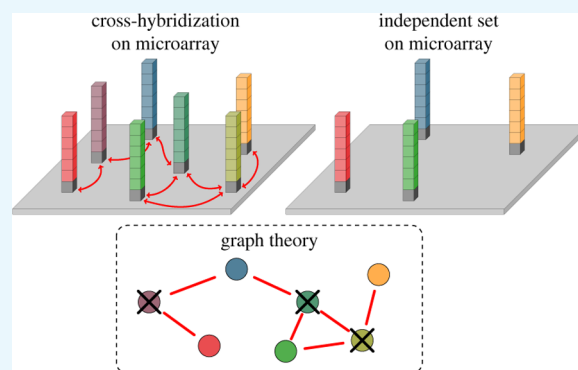 cross-hybridization
on microarray
independent set
on microarray
graph theory